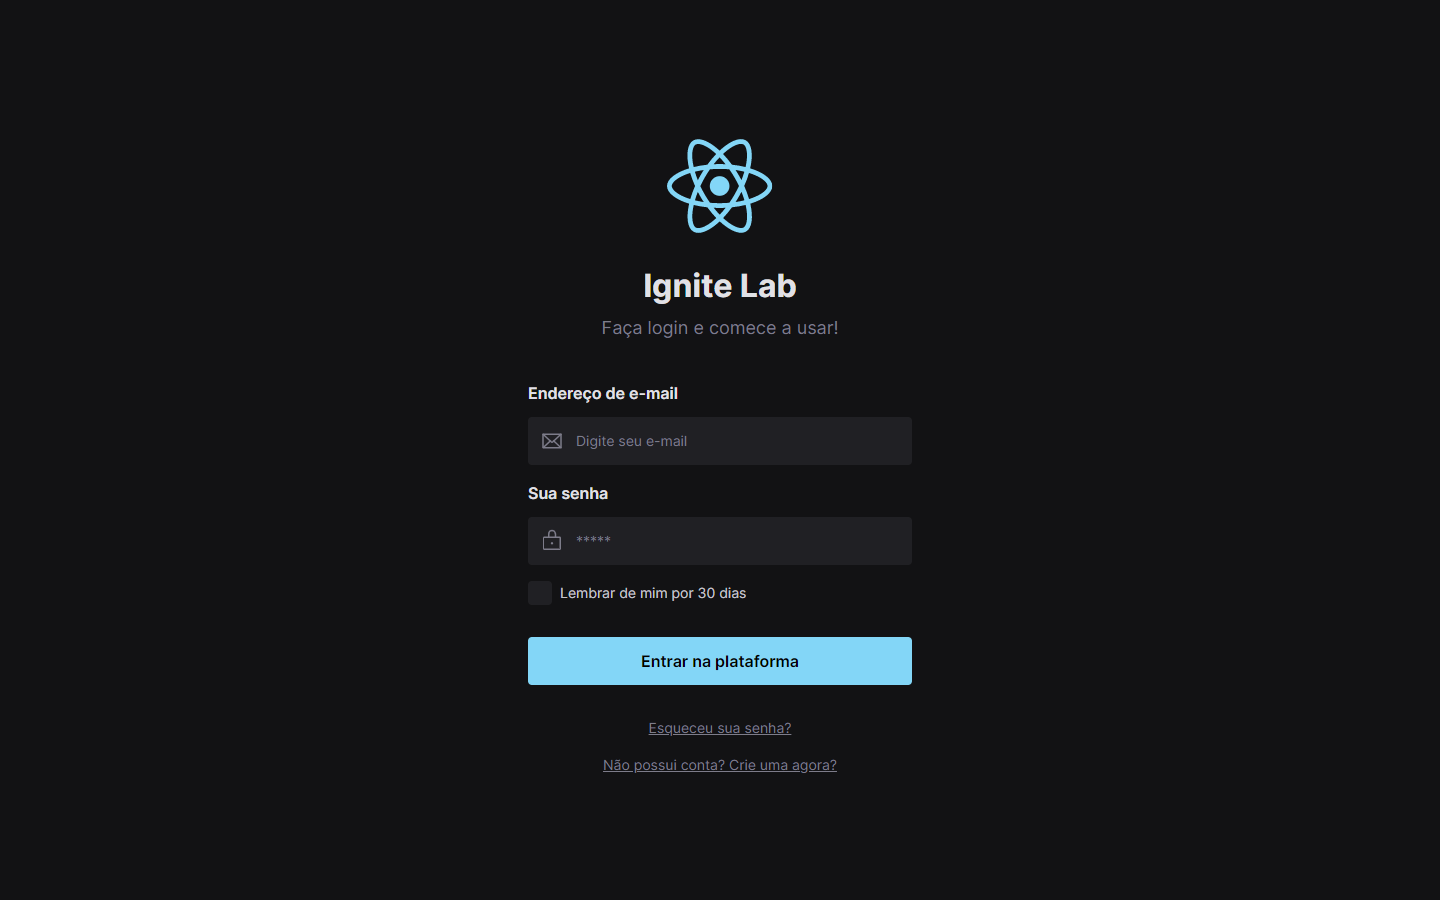 Ignite Lab
Faça login e comece a usar!
Endereço de e-mail
Digite seu e-mail
Sua senha
*****
Lembrar de mim por 30 dias
Entrar na plataforma
Esqueceu sua senha?
Não possui conta? Crie uma agora?